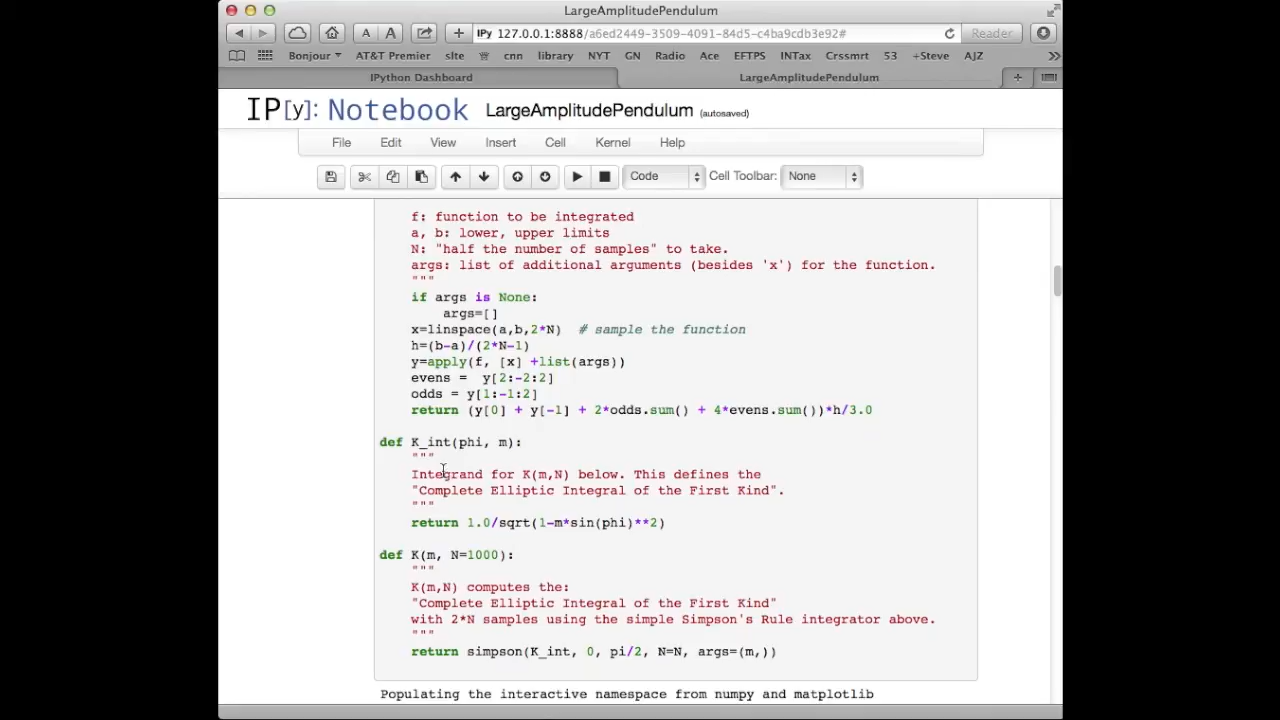 LargeAmplitudePendulum
A A + IPy 127.0.0.1:8888/a6ed2449-3509-4091-84d5-c4ba9cdb3e92# Reader
Bonjour AT&T Premier site cnn library NYT GN Radio Ace EFTPS INTax Crssmrt 53 +Steve AJZ >>
IPython Dashboard LargeAmplitudePendulum +
IP[y]: Notebook LargeAmplitudePendulum (autosaved)
File Edit View Insert Cell Kernel Help
Code Cell Toolbar: None
f: function to be integrated
a, b: lower, upper limits
N: "half the number of samples" to take.
args: list of additional arguments (besides 'x') for the function.
"""
if args is None:
args=[]
x=linspace(a,b,2*N) # sample the function
h=(b-a)/(2*N-1)
y=apply(f, [x] +list(args))
evens = y[2:-2:2]
odds = y[1:-1:2]
return (y[0] + y[-1] + 2*odds.sum() + 4*evens.sum())*h/3.0
def K_int(phi, m):
"""
Integrand for K(m,N) below. This defines the
"Complete Elliptic Integral of the First Kind".
"""
return 1.0/sqrt(1-m*sin(phi)**2)
def K(m, N=1000):
"""
K(m,N) computes the:
"Complete Elliptic Integral of the First Kind"
with 2*N samples using the simple Simpson's Rule integrator above.
"""
return simpson(K_int, 0, pi/2, N=N, args=(m,))
Populating the interactive namespace from numpy and matplotlib